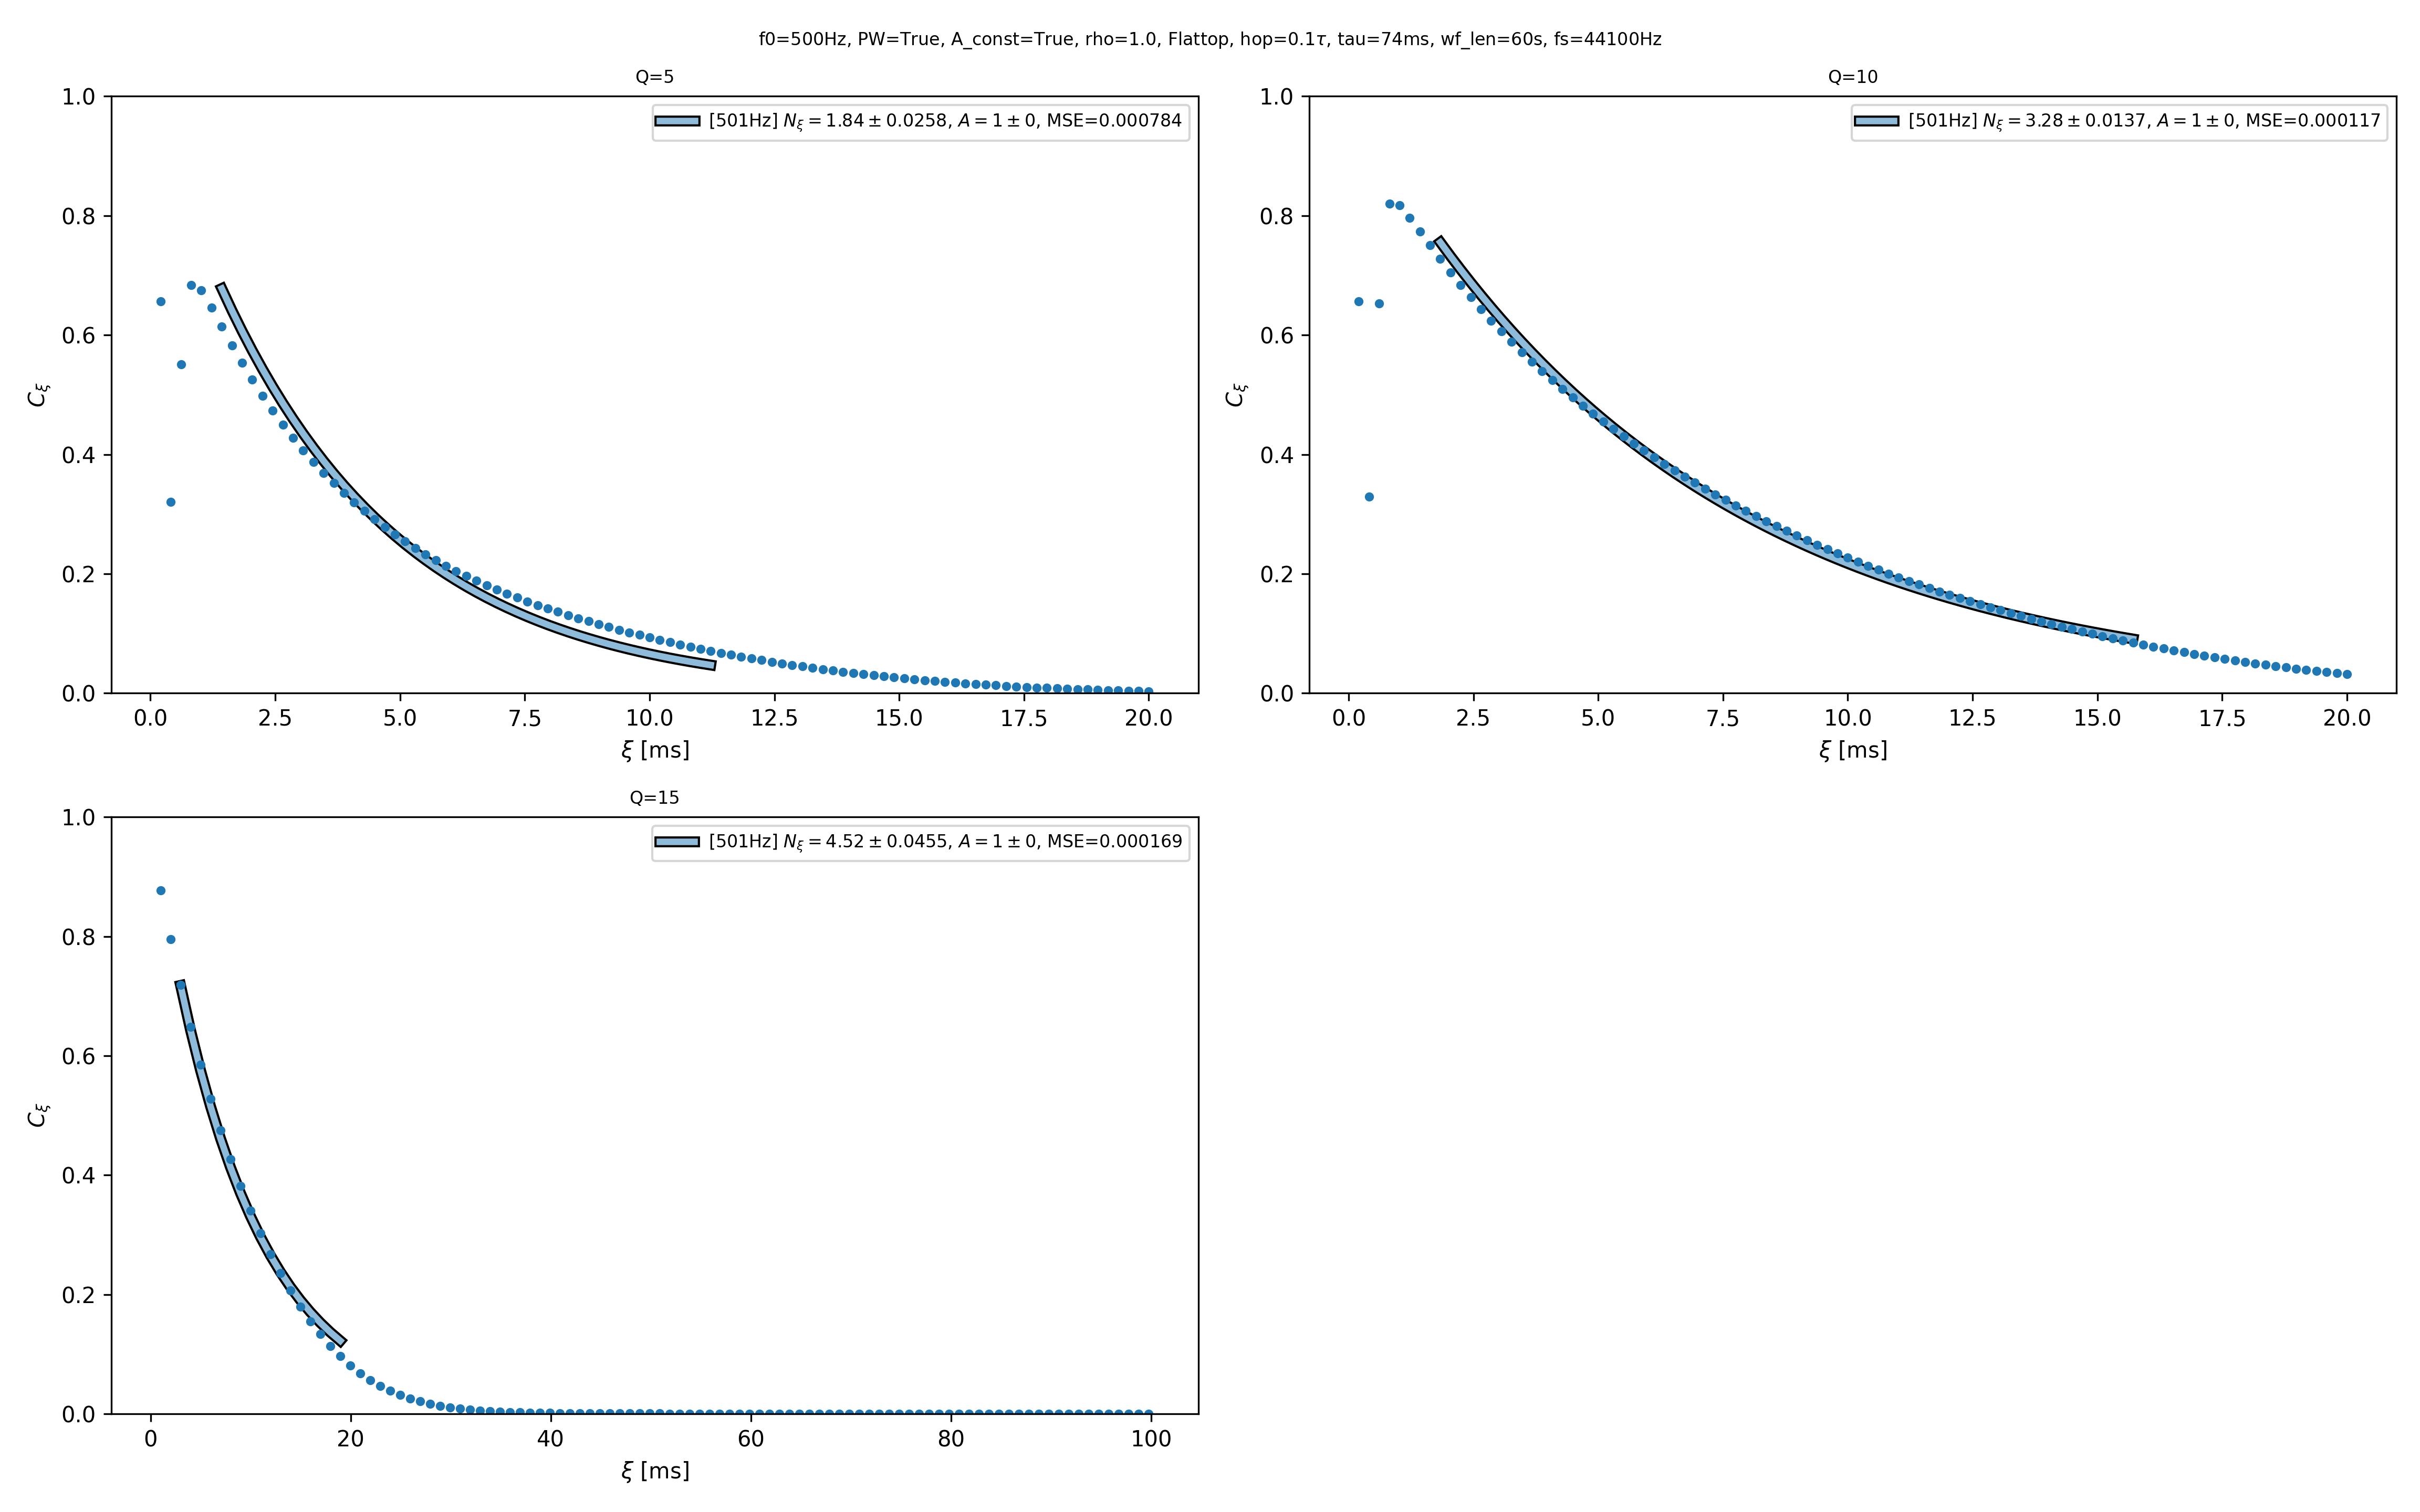 f0=500Hz, PW=True, A_const=True, rho=1.0, Flattop, hop=0.1τ, tau=74ms, wf_len=60s, fs=44100Hz
Q=5
[501Hz] N_ξ = 1.84 ± 0.0258, A = 1 ± 0, MSE=0.000784
1.0
0.8
0.6
0.4
0.2
0.0
C_ξ
0.0 2.5 5.0 7.5 10.0 12.5 15.0 17.5 20.0
ξ [ms]
Q=10
[501Hz] N_ξ = 3.28 ± 0.0137, A = 1 ± 0, MSE=0.000117
1.0
0.8
0.6
0.4
0.2
0.0
C_ξ
0.0 2.5 5.0 7.5 10.0 12.5 15.0 17.5 20.0
ξ [ms]
Q=15
[501Hz] N_ξ = 4.52 ± 0.0455, A = 1 ± 0, MSE=0.000169
1.0
0.8
0.6
0.4
0.2
0.0
C_ξ
0 20 40 60 80 100
ξ [ms]